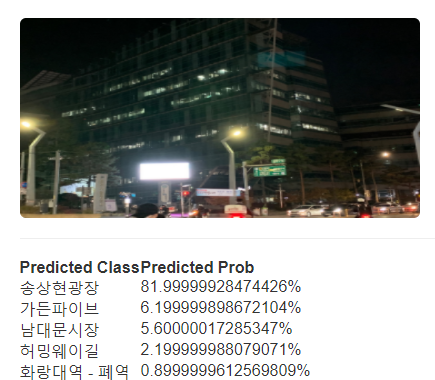 Predicted Class Predicted Prob
송상현광장 81.99999928474426%
가든파이브 6.199999898672104%
남대문시장 5.60000017285347%
허밍웨이길 2.199999988079071%
화랑대역 - 폐역 0.8999999612569809%